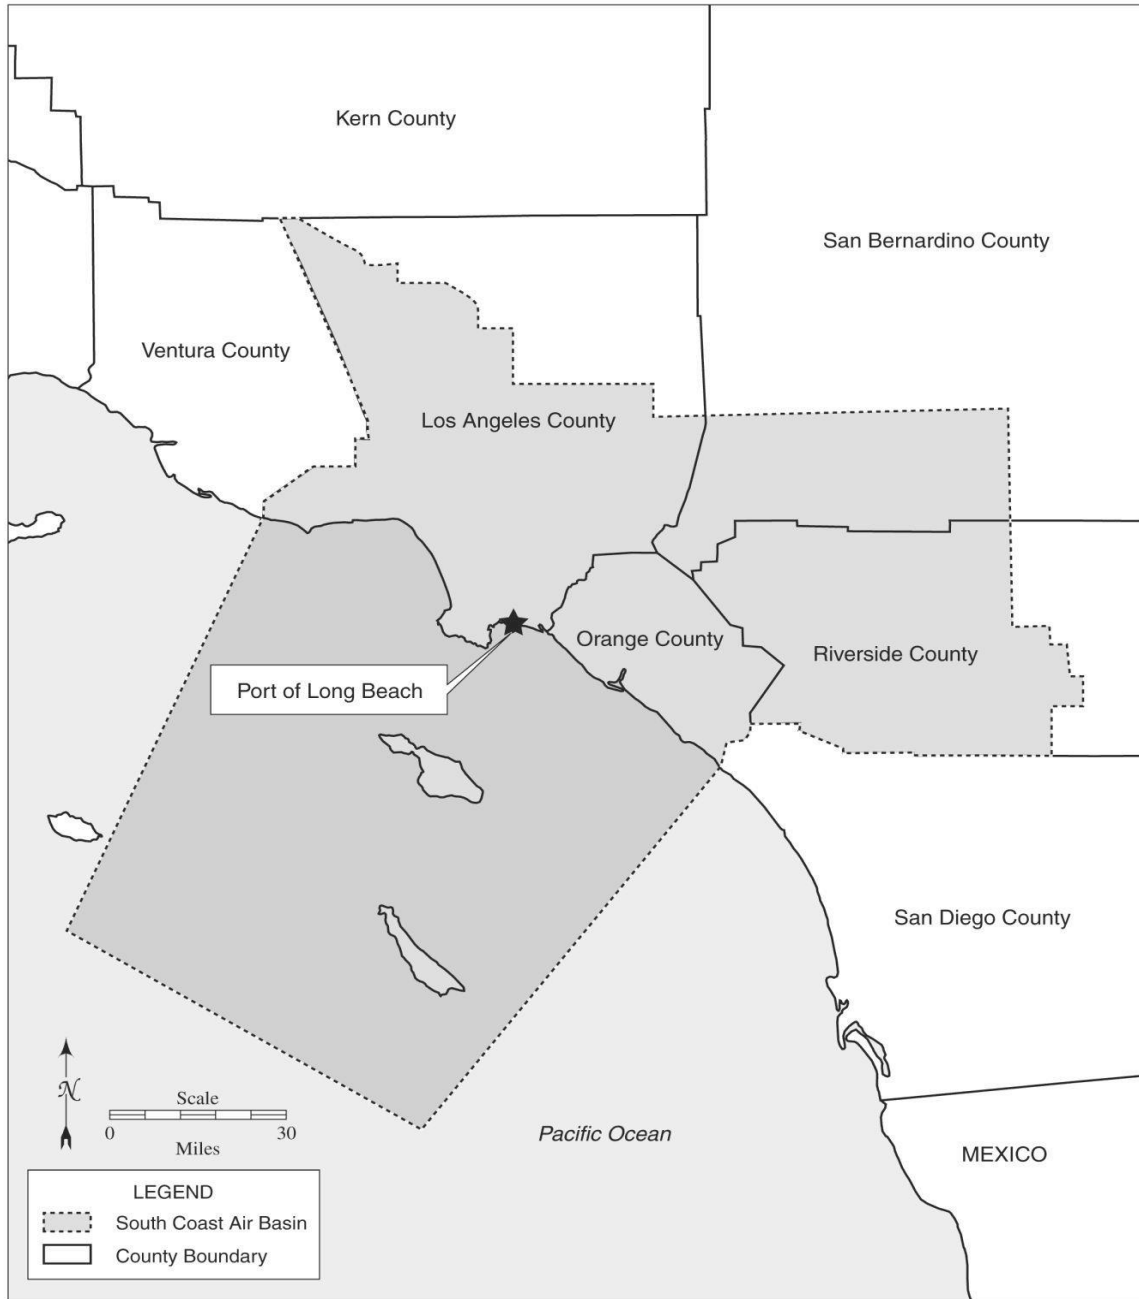 Kern County
San Bernardino County
Ventura County
Los Angeles County
Orange County
Riverside County
Port of Long Beach
San Diego County
N
Scale
0 30
Miles
Pacific Ocean
MEXICO
LEGEND
South Coast Air Basin
County Boundary